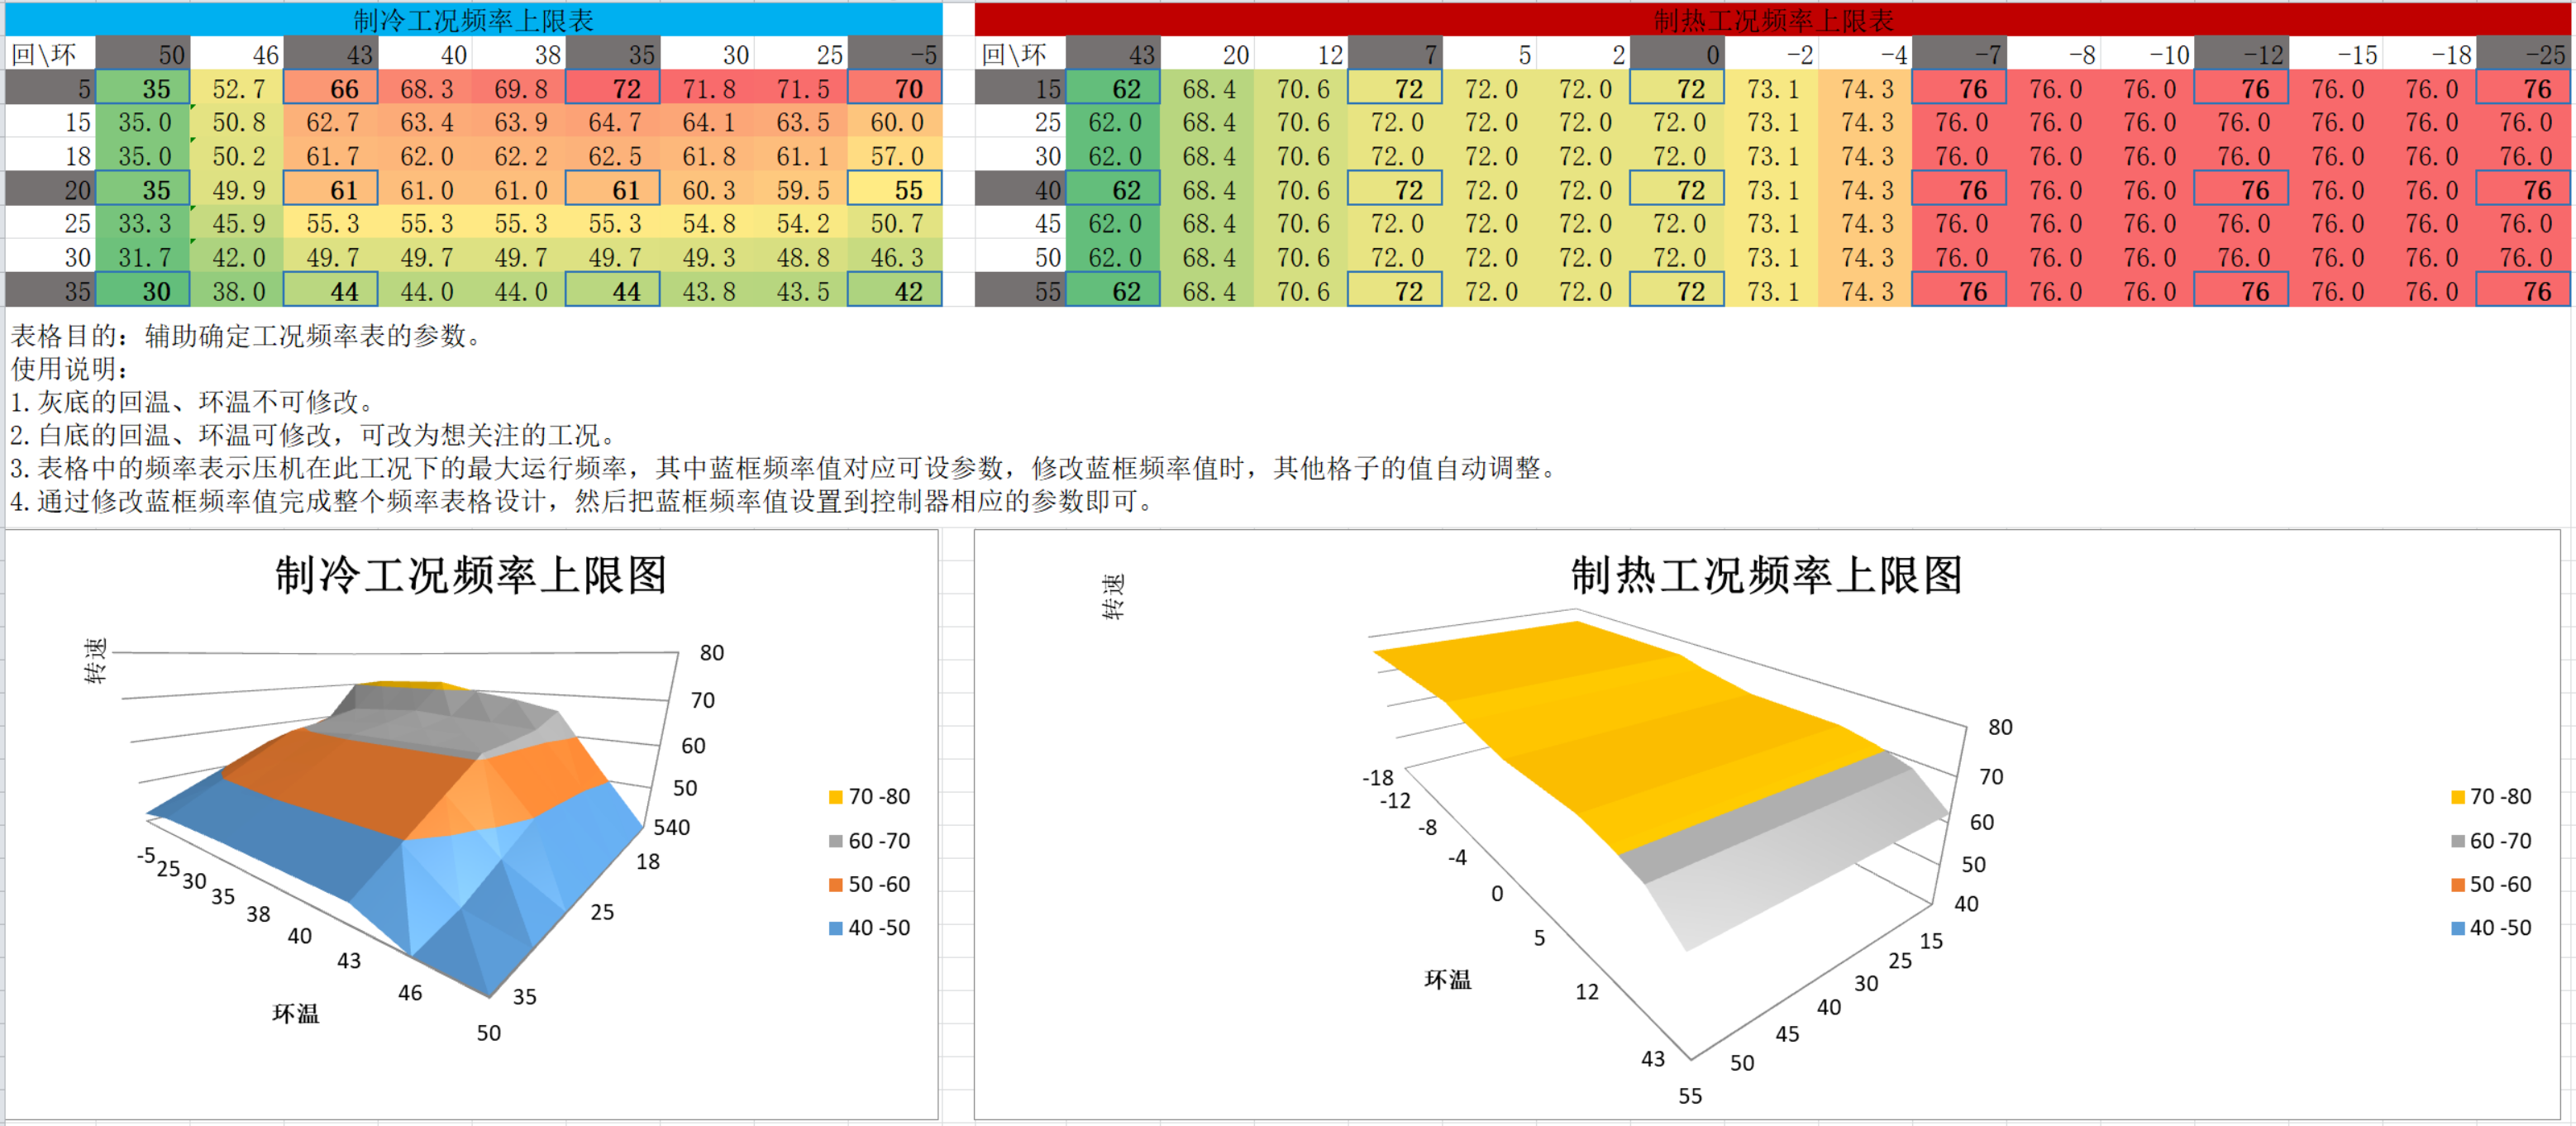 制冷工况频率上限表
回\环 50 46 43 40 38 35 30 25 -5
5 35 52.7 66 68.3 69.8 72 71.8 71.5 70
15 35.0 50.8 62.7 63.4 63.9 64.7 64.1 63.5 60.0
18 35.0 50.2 61.7 62.0 62.2 62.5 61.8 61.1 57.0
20 35 49.9 61 61.0 61.0 61 60.3 59.5 55
25 33.3 45.9 55.3 55.3 55.3 55.3 54.8 54.2 50.7
30 31.7 42.0 49.7 49.7 49.7 49.7 49.3 48.8 46.3
35 30 38.0 44 44.0 44.0 44 43.8 43.5 42
制热工况频率上限表
回\环 43 20 12 7 5 2 0 -2 -4 -7 -8 -10 -12 -15 -18 -25
15 62 68.4 70.6 72 72.0 72.0 72 73.1 74.3 76 76.0 76.0 76 76.0 76.0 76
25 62.0 68.4 70.6 72.0 72.0 72.0 72.0 73.1 74.3 76.0 76.0 76.0 76.0 76.0 76.0 76.0
30 62.0 68.4 70.6 72.0 72.0 72.0 72.0 73.1 74.3 76.0 76.0 76.0 76.0 76.0 76.0 76.0
40 62 68.4 70.6 72 72.0 72.0 72 73.1 74.3 76 76.0 76.0 76 76.0 76.0 76
45 62.0 68.4 70.6 72.0 72.0 72.0 72.0 73.1 74.3 76.0 76.0 76.0 76.0 76.0 76.0 76.0
50 62.0 68.4 70.6 72.0 72.0 72.0 72.0 73.1 74.3 76.0 76.0 76.0 76.0 76.0 76.0 76.0
55 62 68.4 70.6 72 72.0 72.0 72 73.1 74.3 76 76.0 76.0 76 76.0 76.0 76
表格目的：辅助确定工况频率表的参数。
使用说明：
1.灰底的回温、环温不可修改。
2.白底的回温、环温可修改，可改为想关注的工况。
3.表格中的频率表示压机在此工况下的最大运行频率，其中蓝框频率值对应可设参数，修改蓝框频率值时，其他格子的值自动调整。
4.通过修改蓝框频率值完成整个频率表格设计，然后把蓝框频率值设置到控制器相应的参数即可。
制冷工况频率上限图
转速
80
70
60
50
540
18
25
35
-5
25
30
35
38
40
43
46
50
环温
70 -80
60 -70
50 -60
40 -50
制热工况频率上限图
转速
80
70
60
50
40
15
25
30
40
45
50
55
-18
-12
-8
-4
0
5
12
43
环温
70 -80
60 -70
50 -60
40 -50